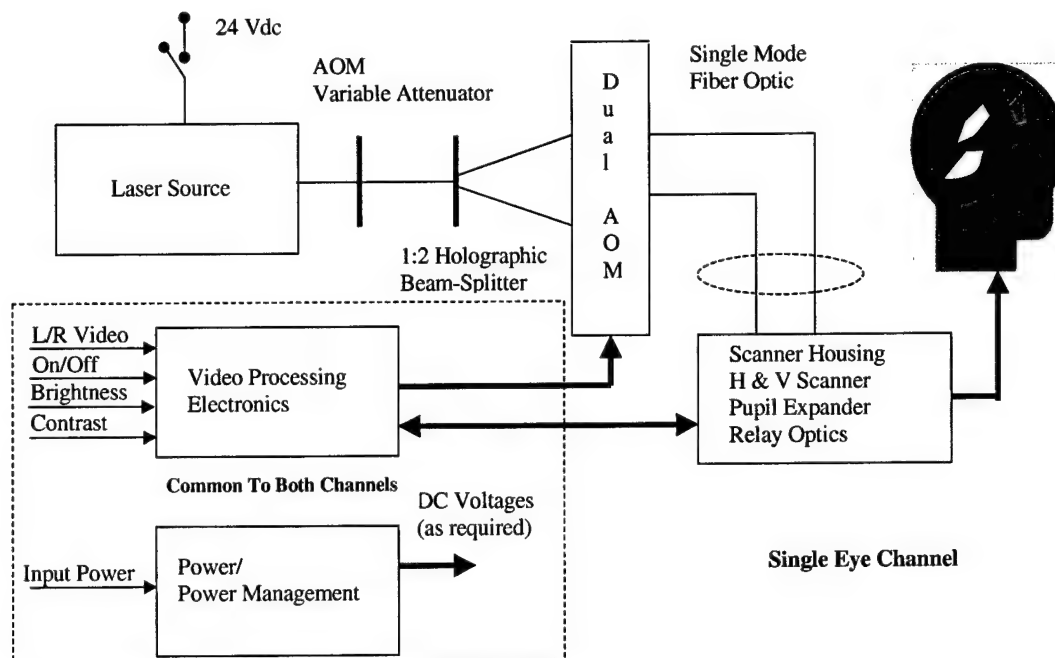 24 Vdc
AOM
Variable Attenuator
Laser Source
1:2 Holographic
Beam-Splitter
Dual AOM
Single Mode
Fiber Optic
L/R Video
On/Off
Brightness
Contrast
Video Processing
Electronics
Scanner Housing
H & V Scanner
Pupil Expander
Relay Optics
Common To Both Channels
DC Voltages
(as required)
Input Power
Power/
Power Management
Single Eye Channel